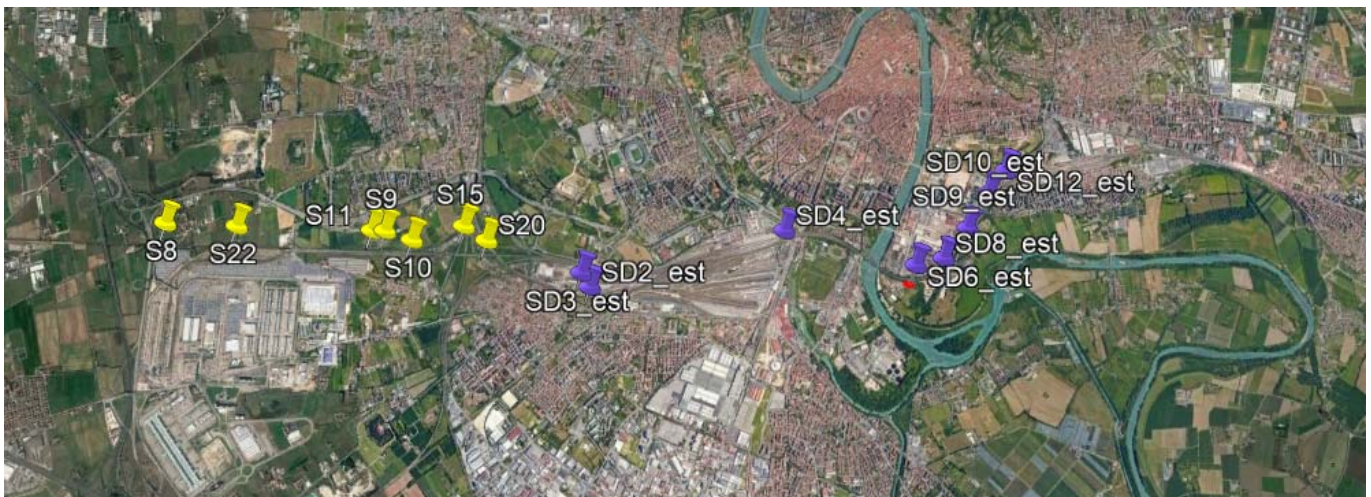 S8
S22
S11
S9
S10
S15
S20
SD2_est
SD3_est
SD4_est
SD6_est
SD8_est
SD9_est
SD10_est
SD12_est